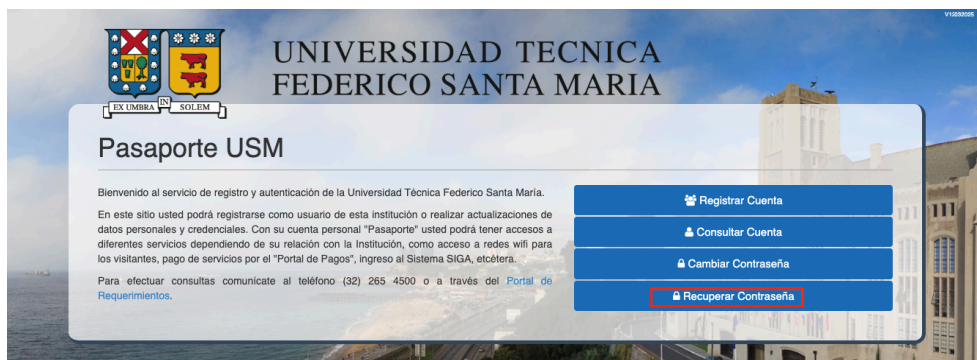 V12032025
UNIVERSIDAD TECNICA
FEDERICO SANTA MARIA
EX UMBRA IN SOLEM
Pasaporte USM
Bienvenido al servicio de registro y autenticación de la Universidad Técnica Federico Santa María.
En este sitio usted podrá registrarse como usuario de esta institución o realizar actualizaciones de
datos personales y credenciales. Con su cuenta personal "Pasaporte" usted podrá tener accesos a
diferentes servicios dependiendo de su relación con la Institución, como acceso a redes wifi para
los visitantes, pago de servicios por el "Portal de Pagos", ingreso al Sistema SIGA, etcétera.
Para efectuar consultas comunícate al teléfono (32) 265 4500 o a través del Portal de
Requerimientos.
Registrar Cuenta
Consultar Cuenta
Cambiar Contraseña
Recuperar Contraseña